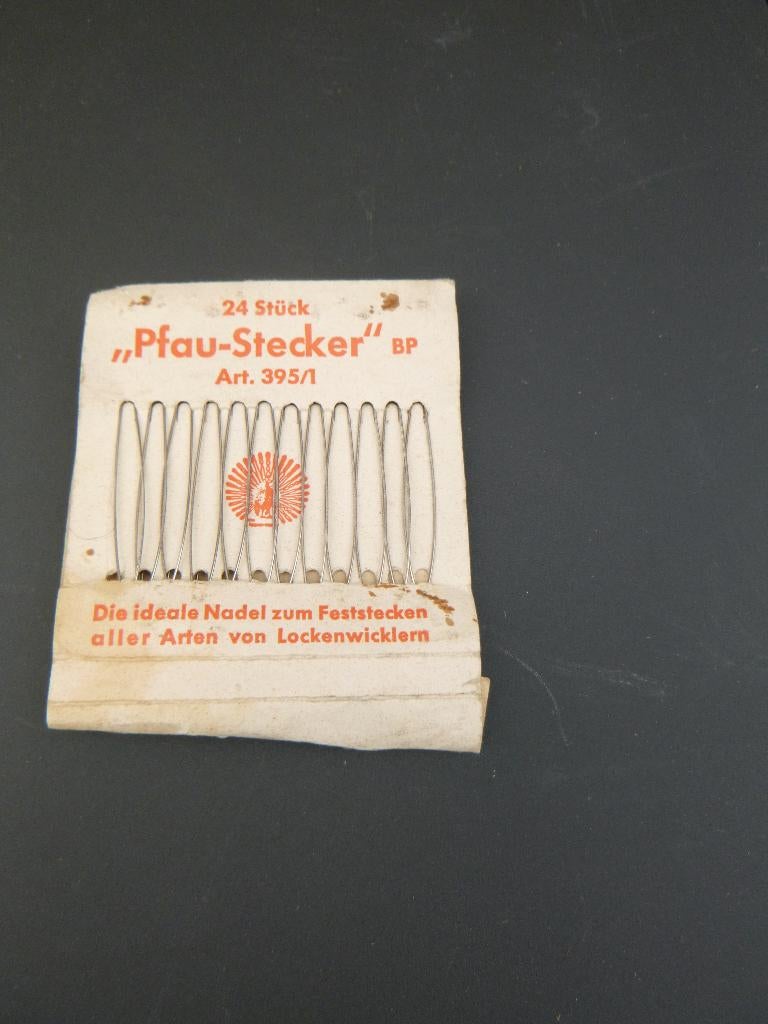 24 Stück
„Pfau-Stecker“ BP
Art. 395/1
Die ideale Nadel zum Feststecken
aller Arten von Lockenwicklern